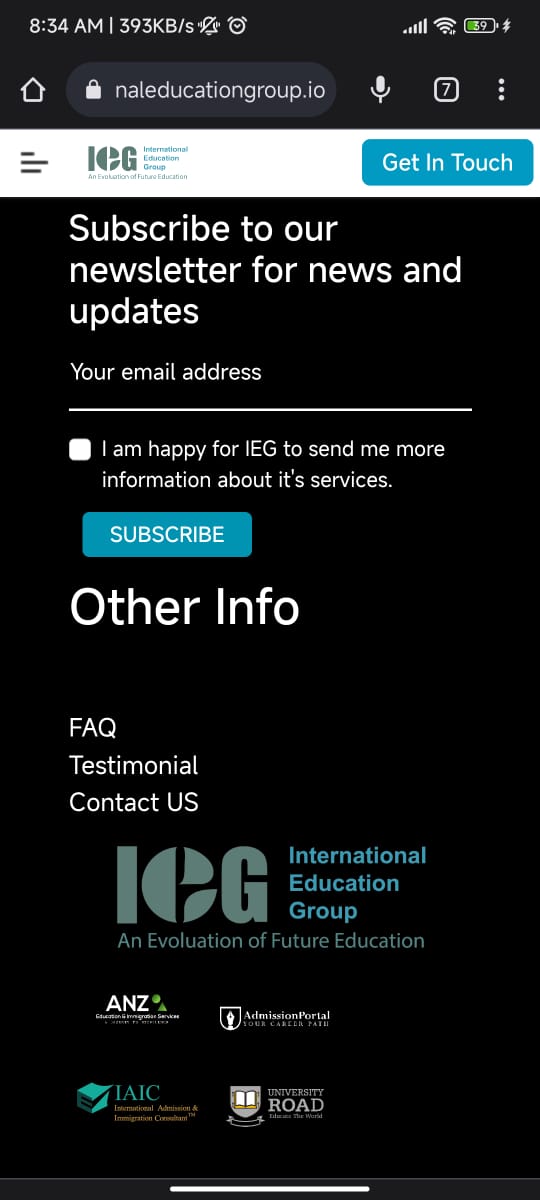 8:34 AM | 393KB/s
39
naleducationgroup.io
7
IEG International
Education
Group
An Evoluation of Future Education
Get In Touch
Subscribe to our
newsletter for news and
updates
Your email address
I am happy for IEG to send me more
information about it's services.
SUBSCRIBE
Other Info
FAQ
Testimonial
Contact US
IEG International
Education
Group
An Evoluation of Future Education
ANZ
Education & Immigration Services
AdmissionPortal
YOUR CAREER PATH
IAIC
International Admission &
Immigration Consultant™
UNIVERSITY
ROAD
Educate The World